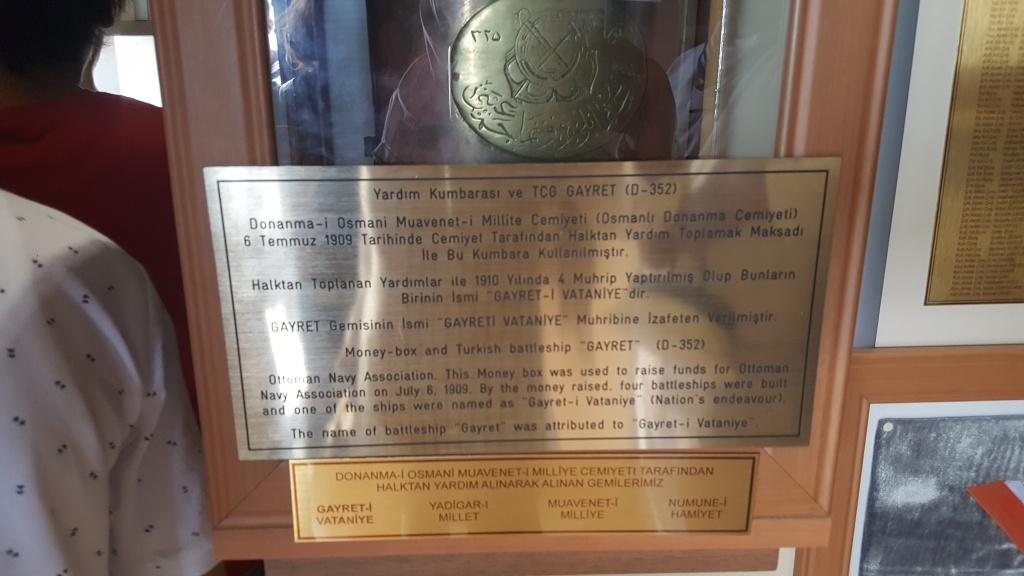 ٣٢٥
Yardım Kumbarası ve TCG GAYRET (D-352)
Donanma-i Osmani Muavenet-i Millite Cemiyeti (Osmanlı Donanma Cemiyeti)
6 Temmuz 1909 Tarihinde Cemiyet Tarafından Halktan Yardım Toplamak Maksadı
İle Bu Kumbara Kullanılmıştır.
Halktan Toplanan Yardımlar ile 1910 Yılında 4 Muhrip Yaptırılmış Olup Bunların
Birinin İsmi "GAYRET-İ VATANİYE"dir.
GAYRET Gemisinin İsmi "GAYRETİ VATANİYE" Muhribine İzafeten Verilmiştir.
Money-box and Turkish battleship "GAYRET" (D-352)
Ottoman Navy Association. This Money box was used to raise funds for Ottoman
Navy Association on July 6, 1909. By the money raised, four battleships were built
and one of the ships were named as "Gayret-i Vataniye" (Nation's endeavour).
The name of battleship "Gayret" was attributed to "Gayret-i Vataniye".
DONANMA-İ OSMANİ MUAVENET-İ MİLLİYE CEMİYETİ TARAFINDAN
HALKTAN YARDIM ALINARAK ALINAN GEMİLERİMİZ
GAYRET-İ VATANİYE
YADİGAR-I MİLLET
MUAVENET-İ MİLLİYE
NUMUNE-İ HAMİYET